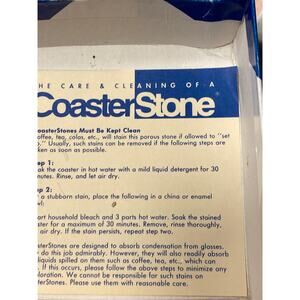 HE CARE & CLEANING OF A
CoasterStone®
oasterStones Must Be Kept Clean
offee, tea, colas, etc., will stain this porous stone if allowed to "set
." Usually, such stains can be removed if the following steps are
ken as soon as possible.
ep 1:
oak the coaster in hot water with a mild liquid detergent for 30
nutes. Rinse, and let air dry.
ep 2:
a stubborn stain, place the following in a china or enamel
wl:
art household bleach and 3 parts hot water. Soak the stained
ster for a maximum of 30 minutes. Remove, rinse thoroughly,
air dry. If the stain persists, repeat step two.
sterStones are designed to absorb condensation from glasses.
y do this job admirably. However, they will also readily absorb
liquids spilled on them such as coffee, tea, etc., which can
. If this occurs, please follow the above steps to minimize any
loration. We cannot be responsible for such stains on
sterStones. Please use them with reasonable care.